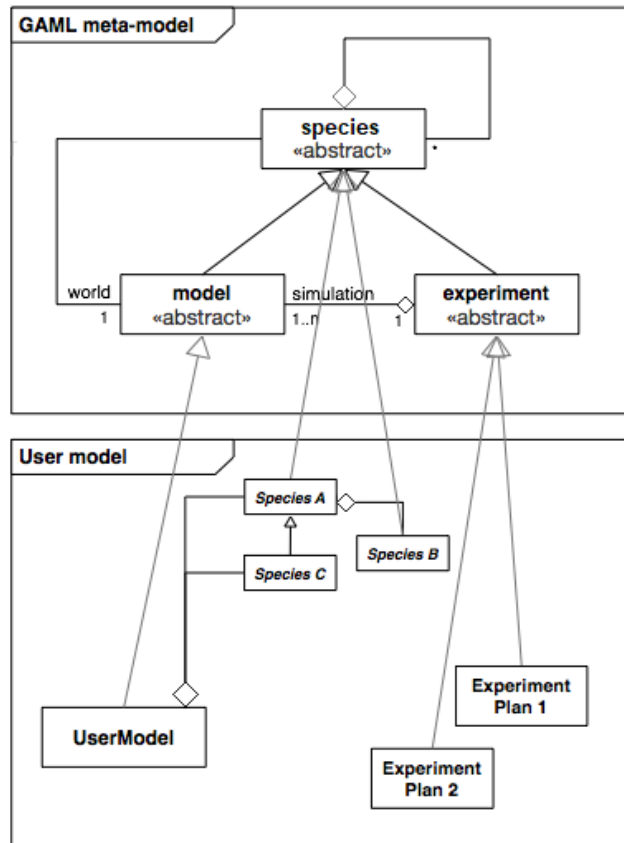 GAML meta-model
species
«abstract»
*
world
1
model
«abstract»
simulation
1..n
1
experiment
«abstract»
User model
Species A
Species B
Species C
Experiment
Plan 1
UserModel
Experiment
Plan 2